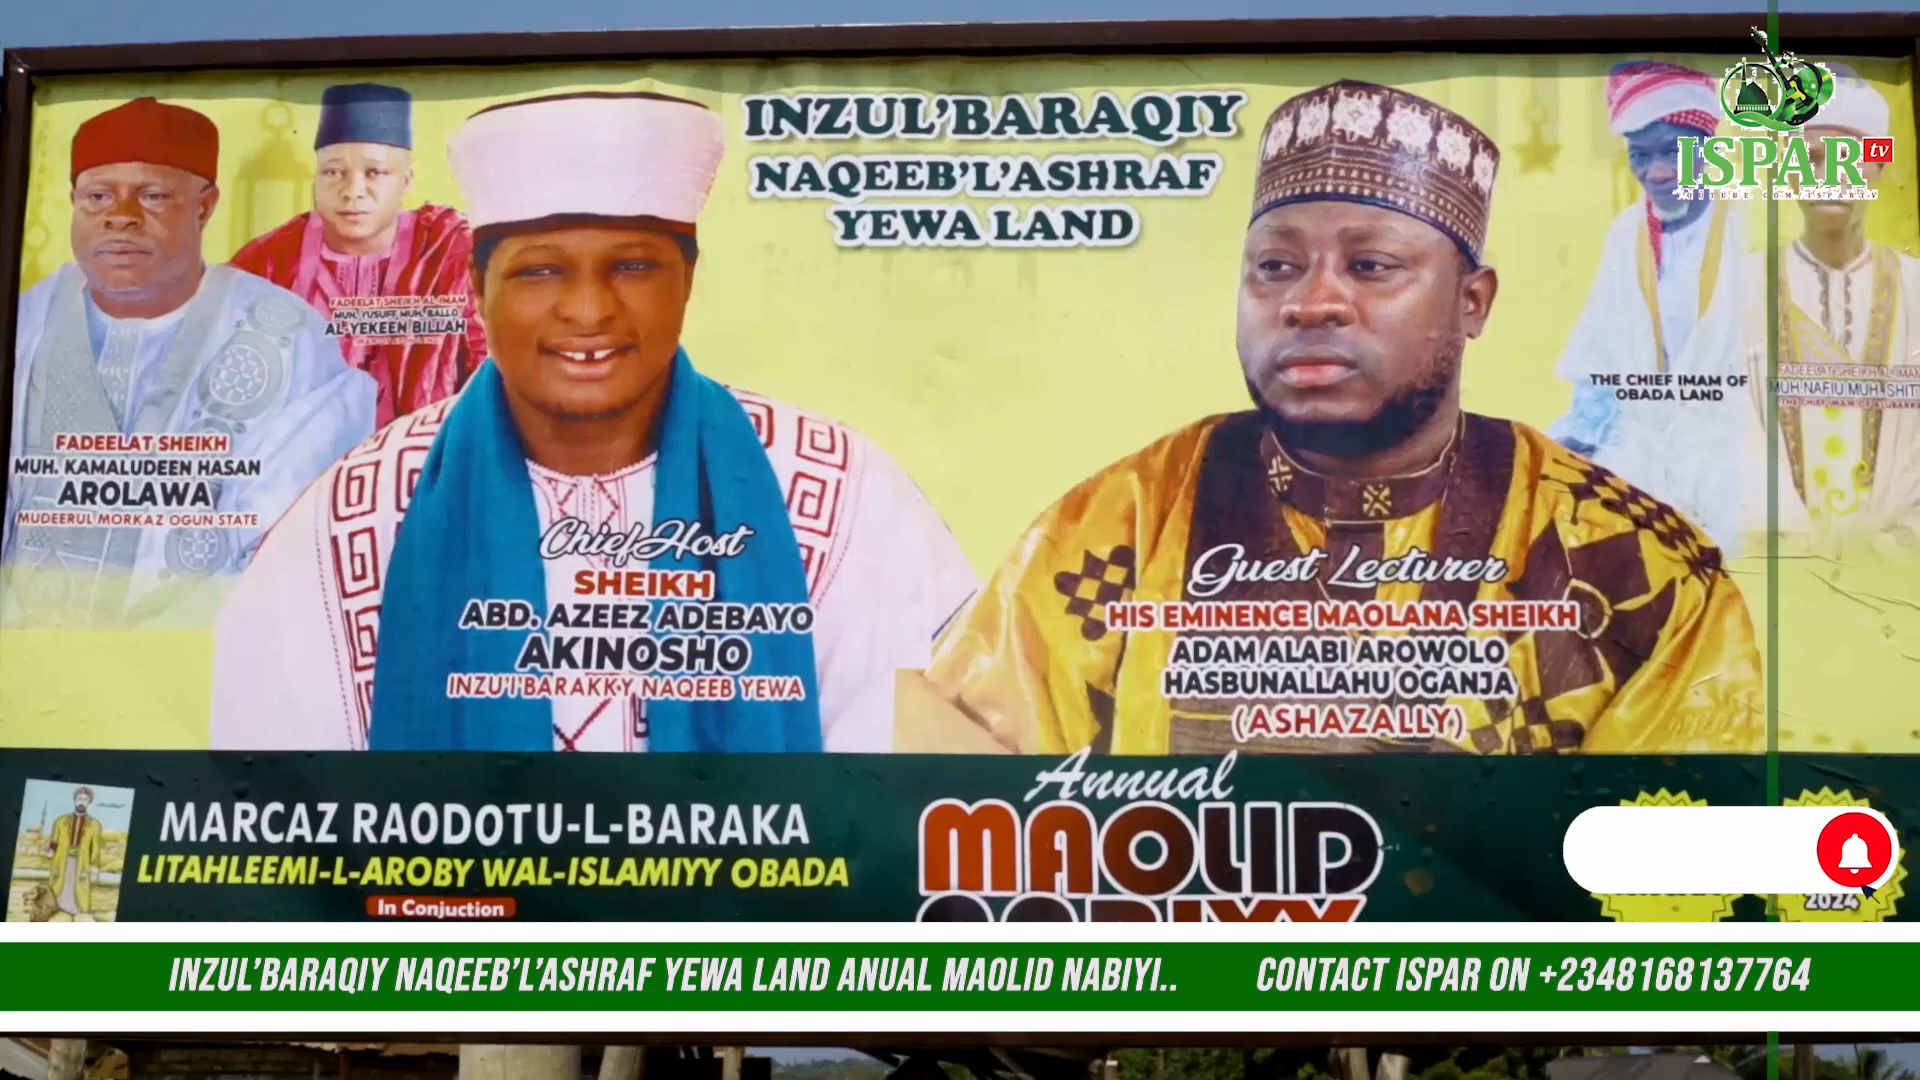 INZUL'BARAQIY
NAQEEB'L'ASHRAF
YEWA LAND
ISPAR tv
FADEELAT SHEIKH AL-IMAM
MUH. YUSUFF MUH. BALLO
AL-YEKEEN BILLAH
FADEELAT SHEIKH
MUH. KAMALUDEEN HASAN
AROLAWA
MUDEERUL MORKAZ OGUN STATE
Chief Host
SHEIKH
ABD. AZEEZ ADEBAYO
AKINOSHO
INZU'L'BARAKKY NAQEEB YEWA
Guest Lecturer
HIS EMINENCE MAOLANA SHEIKH
ADAM ALABI AROWOLO
HASBUNALLAHU OGANJA
(ASHAZALLY)
THE CHIEF IMAM OF
OBADA LAND
FADEELAT SHEIKH AL-IMAM
MUH. NAFIU MUH. SHITT
MARCAZ RAODOTU-L-BARAKA
LITAHLEEMI-L-AROBY WAL-ISLAMIYY OBADA
In Conjuction
Annual
MAOLID
2024
INZUL'BARAQIY NAQEEB'L'ASHRAF YEWA LAND ANUAL MAOLID NABIYI.. CONTACT ISPAR ON +2348168137764